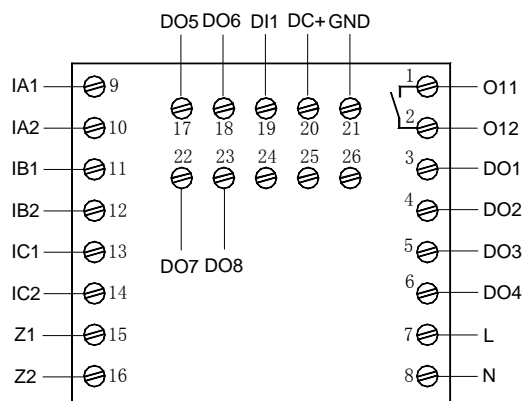 DO5 DO6 DI1 DC+ GND
IA1 9 1 O11
17 18 19 20 21
IA2 10 2 O12
IB1 11 22 23 24 25 26 3 DO1
IB2 12 4 DO2
IC1 13 5 DO3
DO7 DO8
IC2 14 6 DO4
Z1 15 7 L
Z2 16 8 N